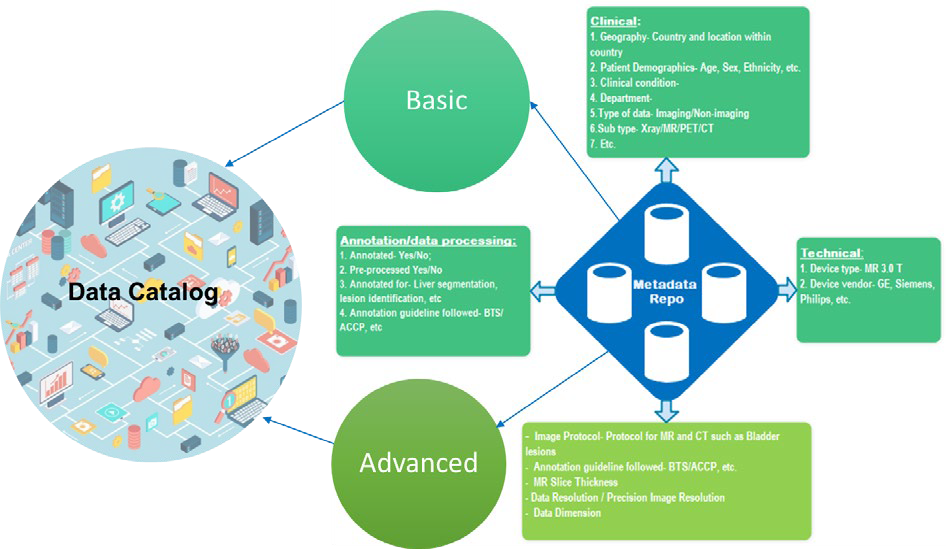 Basic
Clinical:
1. Geography- Country and location within
country
2. Patient Demographics- Age, Sex, Ethnicity, etc.
3. Clinical condition-
4. Department-
5.Type of data- Imaging/Non-imaging
6.Sub type- Xray/MR/PET/CT
7. Etc.
Data Catalog
Annotation/data processing:
1. Annotated- Yes/No;
2. Pre-processed Yes/No
3. Annotated for- Liver segmentation,
lesion identification, etc
4. Annotation guideline followed- BTS/
ACCP, etc
Metadata
Repo
Technical:
1. Device type- MR 3.0 T
2. Device vendor- GE, Siemens,
Philips, etc.
Advanced
- Image Protocol- Protocol for MR and CT such as Bladder
lesions
- Annotation guideline followed- BTS/ACCP, etc.
- MR Slice Thickness
- Data Resolution / Precision Image Resolution
- Data Dimension